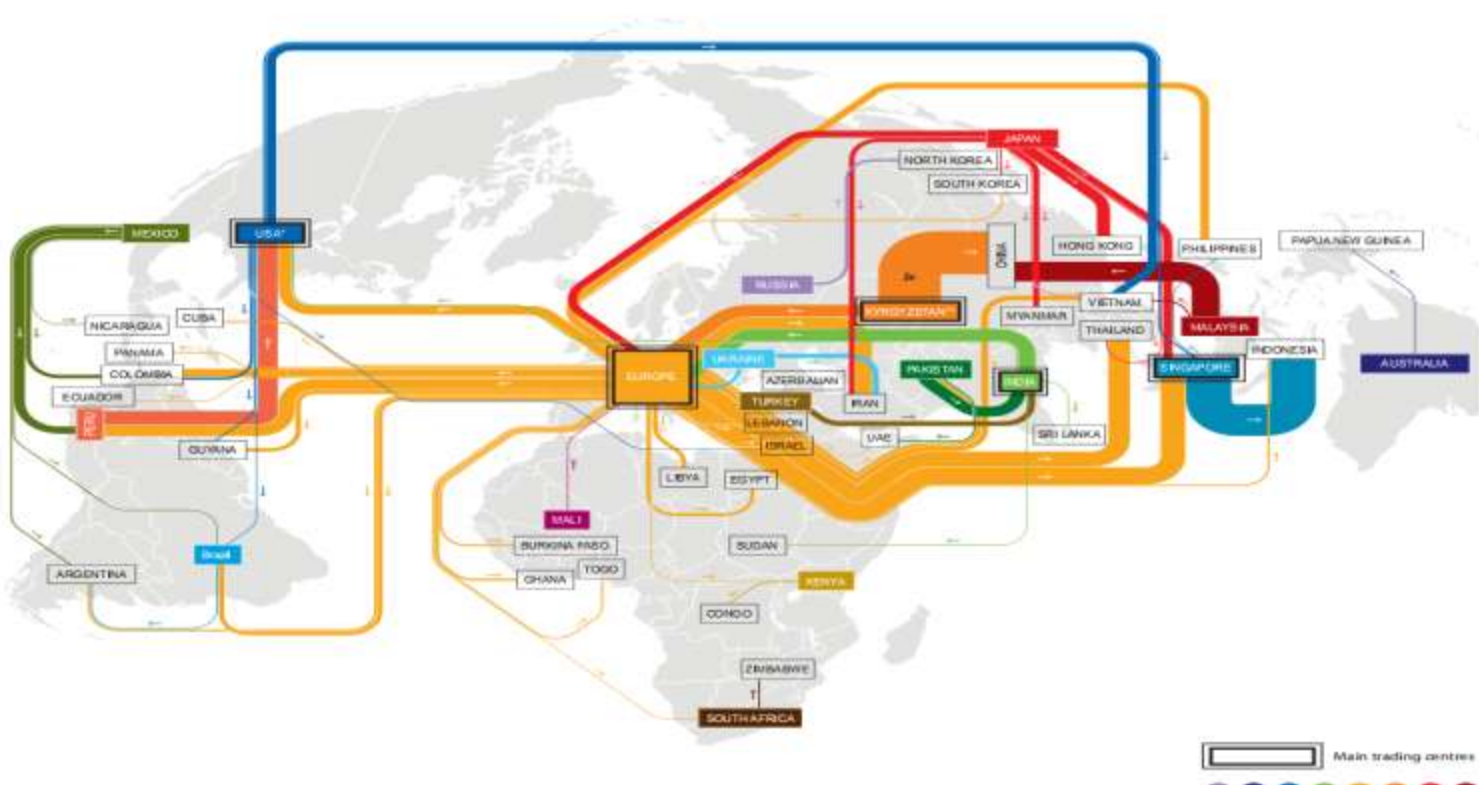 JAPAN
NORTH KOREA
SOUTH KOREA
MEXICO
USA*
CHINA
HONG KONG
PHILIPPINES
PAPUA NEW GUINEA
RUSSIA
KYRGYZSTAN**
MYANMAR
VIETNAM
THAILAND
MALAYSIA
NICARAGUA
CUBA
PANAMA
COLOMBIA
ECUADOR
PERU
GUYANA
EUROPE
UKRAINE
AZERBAIJAN
TURKEY
LEBANON
ISRAEL
IRAN
UAE
PAKISTAN
INDIA
SRI LANKA
SINGAPORE
INDONESIA
AUSTRALIA
LIBYA
EGYPT
MALI
BURKINA FASO
GHANA
TOGO
SUDAN
KENYA
CONGO
ZIMBABWE
SOUTH AFRICA
Brazil
ARGENTINA
Main trading centres